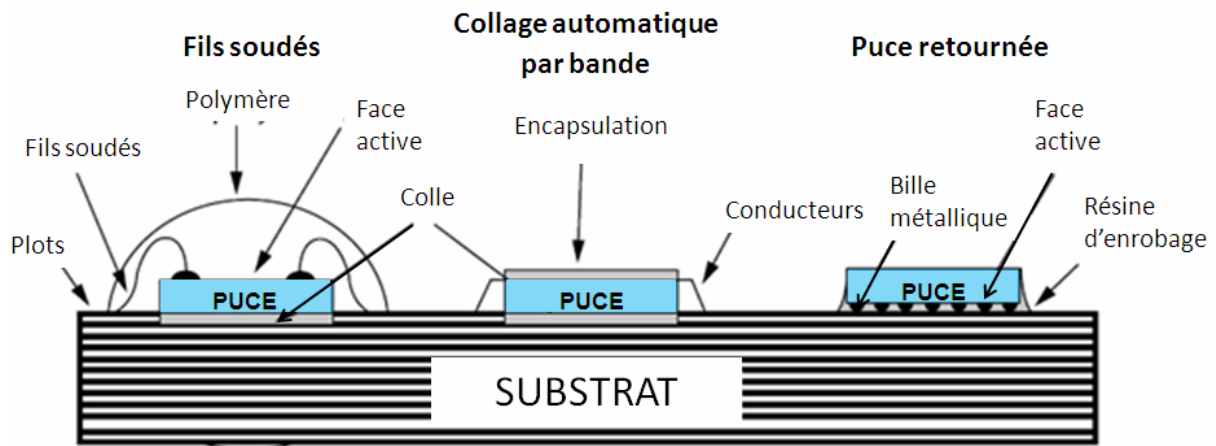 Fils soudés
Collage automatique
par bande
Puce retournée
Polymère
Face
active
Fils soudés
Plots
Colle
Encapsulation
Conducteurs
Bille
métallique
Face
active
Résine
d'enrobage
PUCE
PUCE
PUCE
SUBSTRAT